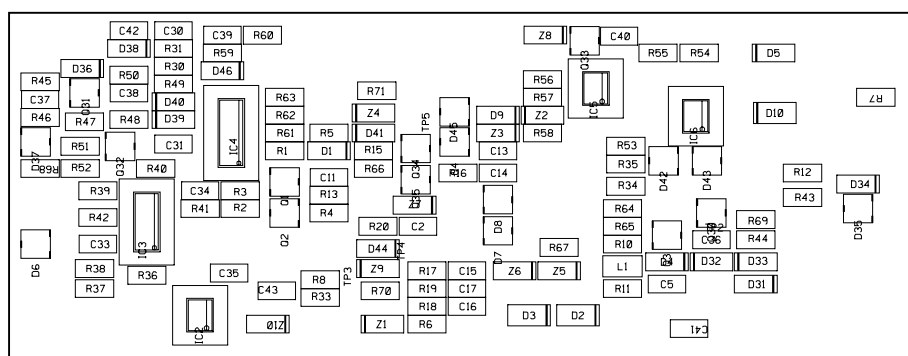 C42 C30 C39 R60 Z8 C40
D38 R31 R59 Q33 R55 R54 D5
D36 R50 R30 D46 R56
R45 Q31 C38 R49 R63 R71 R57 IC5 R7
C37 D40 R62 Z4 D9 Z2 D10
R46 R47 R48 D39 IC4 R61 R5 D41 TP5 D45 Z3 R58 IC6
D37 R51 Q32 C31 R1 D1 R15 Q34 C13 R53
R68 R52 R40 R66 R16 C14 R35 D42 D43 R12
R39 C34 R3 Q1 C11 R13 R34 D34
R42 R41 R2 R4 R64 R43
C33 IC3 Q2 R20 C2 D8 R65 R69 D35
D6 D44 TP4 R67 R10 C36 R44
R38 R36 C35 R8 TP3 Z9 R17 C15 D7 Z6 Z5 L1 D4 D32 D33
R37 C43 R33 R70 R19 C17 R11 C5 D31
R18 C16 D3 D2
IC2 Z10 Z1 R6 C41